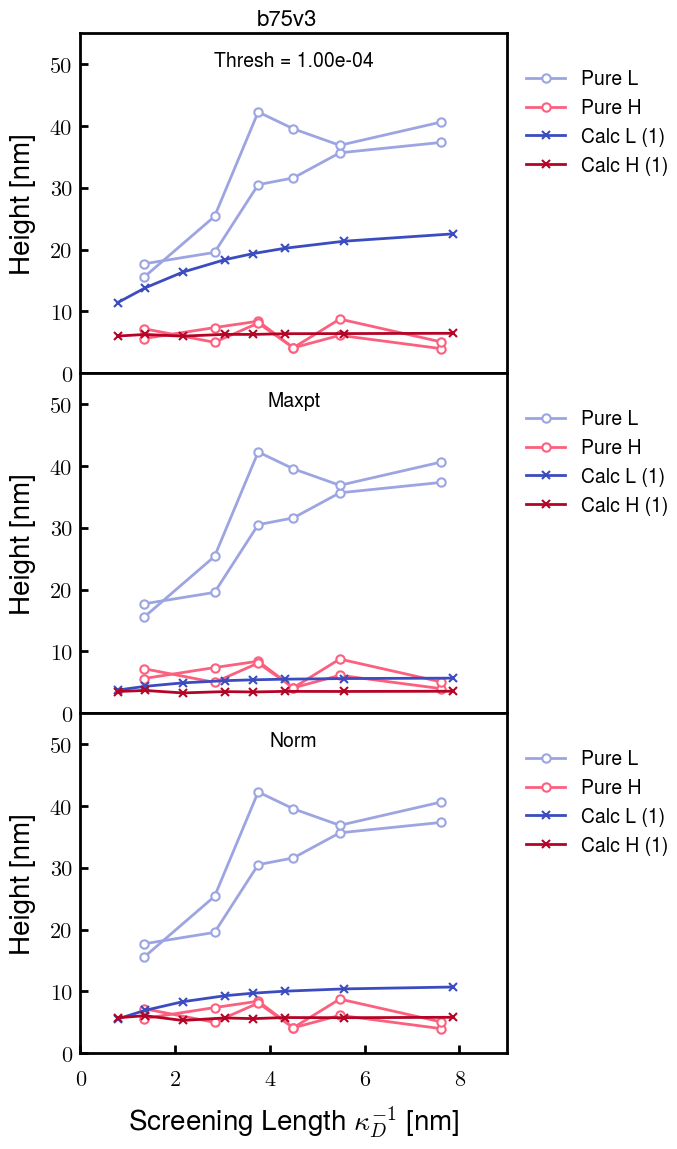 b75v3
Thresh = 1.00e-04
50
40
30
20
10
0
Height [nm]
Pure L
Pure H
Calc L (1)
Calc H (1)
Maxpt
50
40
30
20
10
0
Height [nm]
Pure L
Pure H
Calc L (1)
Calc H (1)
Norm
50
40
30
20
10
0
Height [nm]
Pure L
Pure H
Calc L (1)
Calc H (1)
0 2 4 6 8
Screening Length κ_D^{-1} [nm]